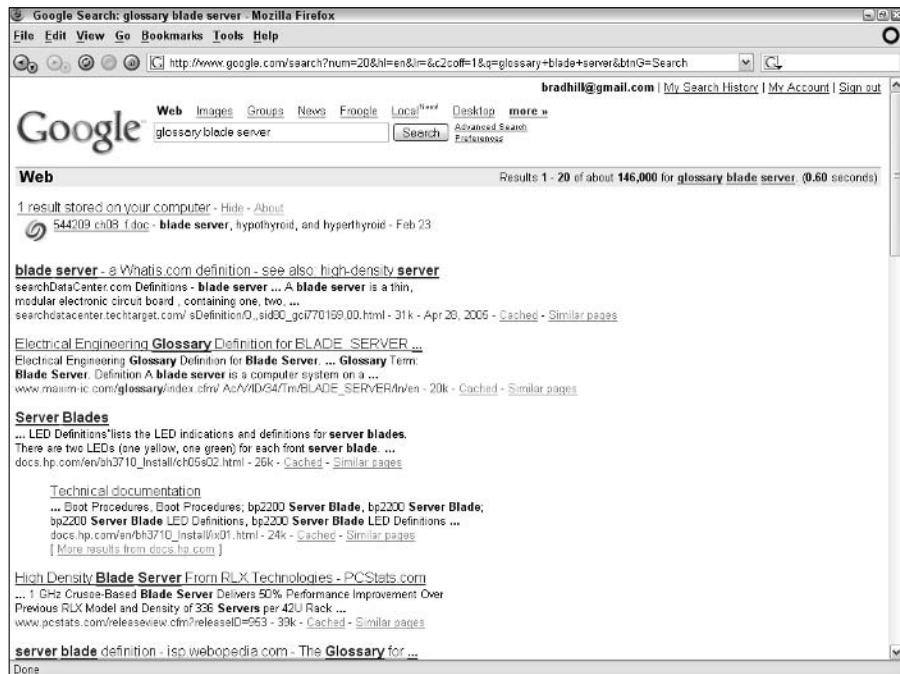 Google Search: glossary blade server - Mozilla Firefox
File Edit View Go Bookmarks Tools Help
http://www.google.com/search?num=20&hl=en&lr=&c2coff=1&q=glossary+blade+server&btnG=Search
bradhill@gmail.com | My Search History | My Account | Sign out
Web Images Groups News Froogle Local New! Desktop more »
Google
glossary blade server Search Advanced Search
Preferences
Web Results 1 - 20 of about 146,000 for glossary blade server. (0.60 seconds)
1 result stored on your computer - Hide - About
544209 ch08 f.doc - blade server, hypothyroid, and hyperthyroid - Feb 23
blade server - a Whatis.com definition - see also: high-density server
searchDataCenter.com Definitions - blade server ... A blade server is a thin,
modular electronic circuit board , containing one, two, ...
searchdatacenter.techtarget.com/ sDefinition/0,,sid80_gci770169,00.html - 31k - Apr 28, 2005 - Cached - Similar pages
Electrical Engineering Glossary Definition for BLADE_SERVER ...
Electrical Engineering Glossary Definition for Blade Server. ... Glossary Term:
Blade Server. Definition A blade server is a computer system on a ...
www.maxim-ic.com/glossary/index.cfm/ Ac/V/ID/34/Tm/BLADE_SERVER/ln/en - 20k - Cached - Similar pages
Server Blades
... LED Definitions"lists the LED indications and definitions for server blades.
There are two LEDs (one yellow, one green) for each front server blade. ...
docs.hp.com/en/bh3710_Install/ch05s02.html - 26k - Cached - Similar pages
Technical documentation
... Boot Procedures, Boot Procedures; bp2200 Server Blade, bp2200 Server Blade;
bp2200 Server Blade LED Definitions, bp2200 Server Blade LED Definitions ...
docs.hp.com/en/bh3710_Install/ix01.html - 24k - Cached - Similar pages
[ More results from docs.hp.com ]
High Density Blade Server From RLX Technologies - PCStats.com
... 1 GHz Crusoe-Based Blade Server Delivers 50% Performance Improvement Over
Previous RLX Model and Density of 336 Servers per 42U Rack ...
www.pcstats.com/releaseview.cfm?releaseID=953 - 39k - Cached - Similar pages
server blade definition - isp.webopedia.com - The Glossary for ...
Done